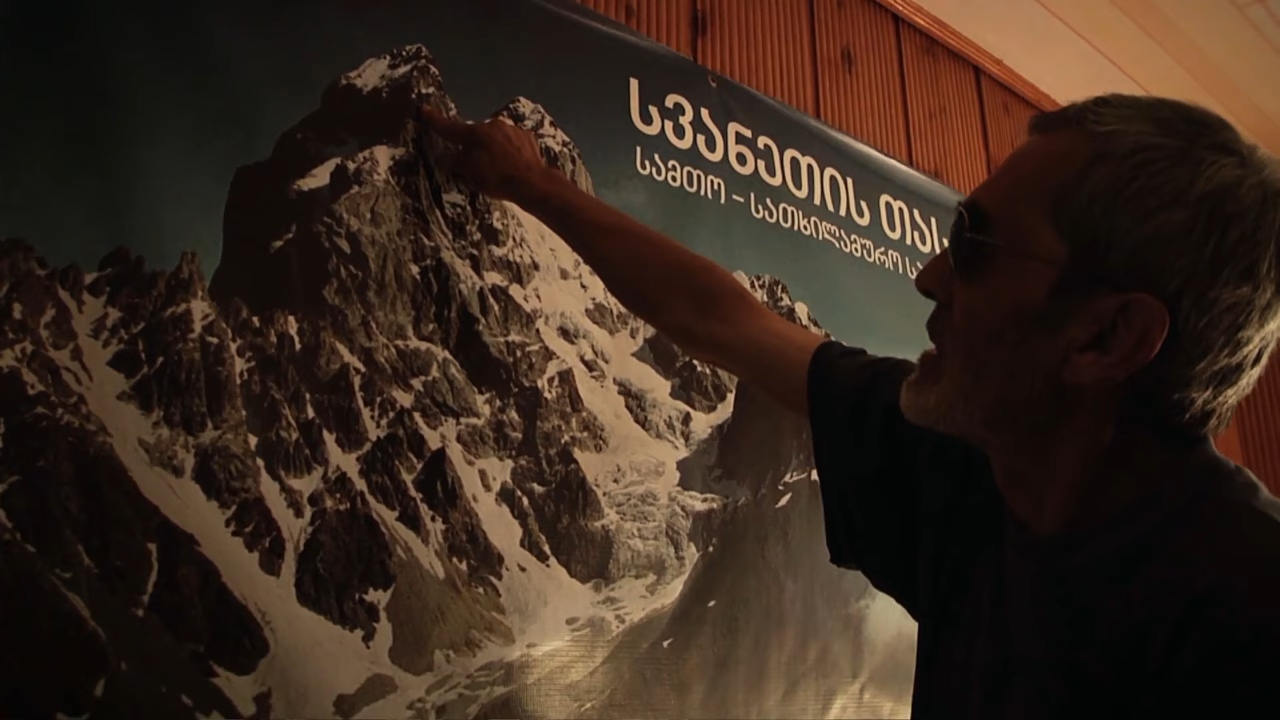 სვანეთის
სამთო – სათხილამურო